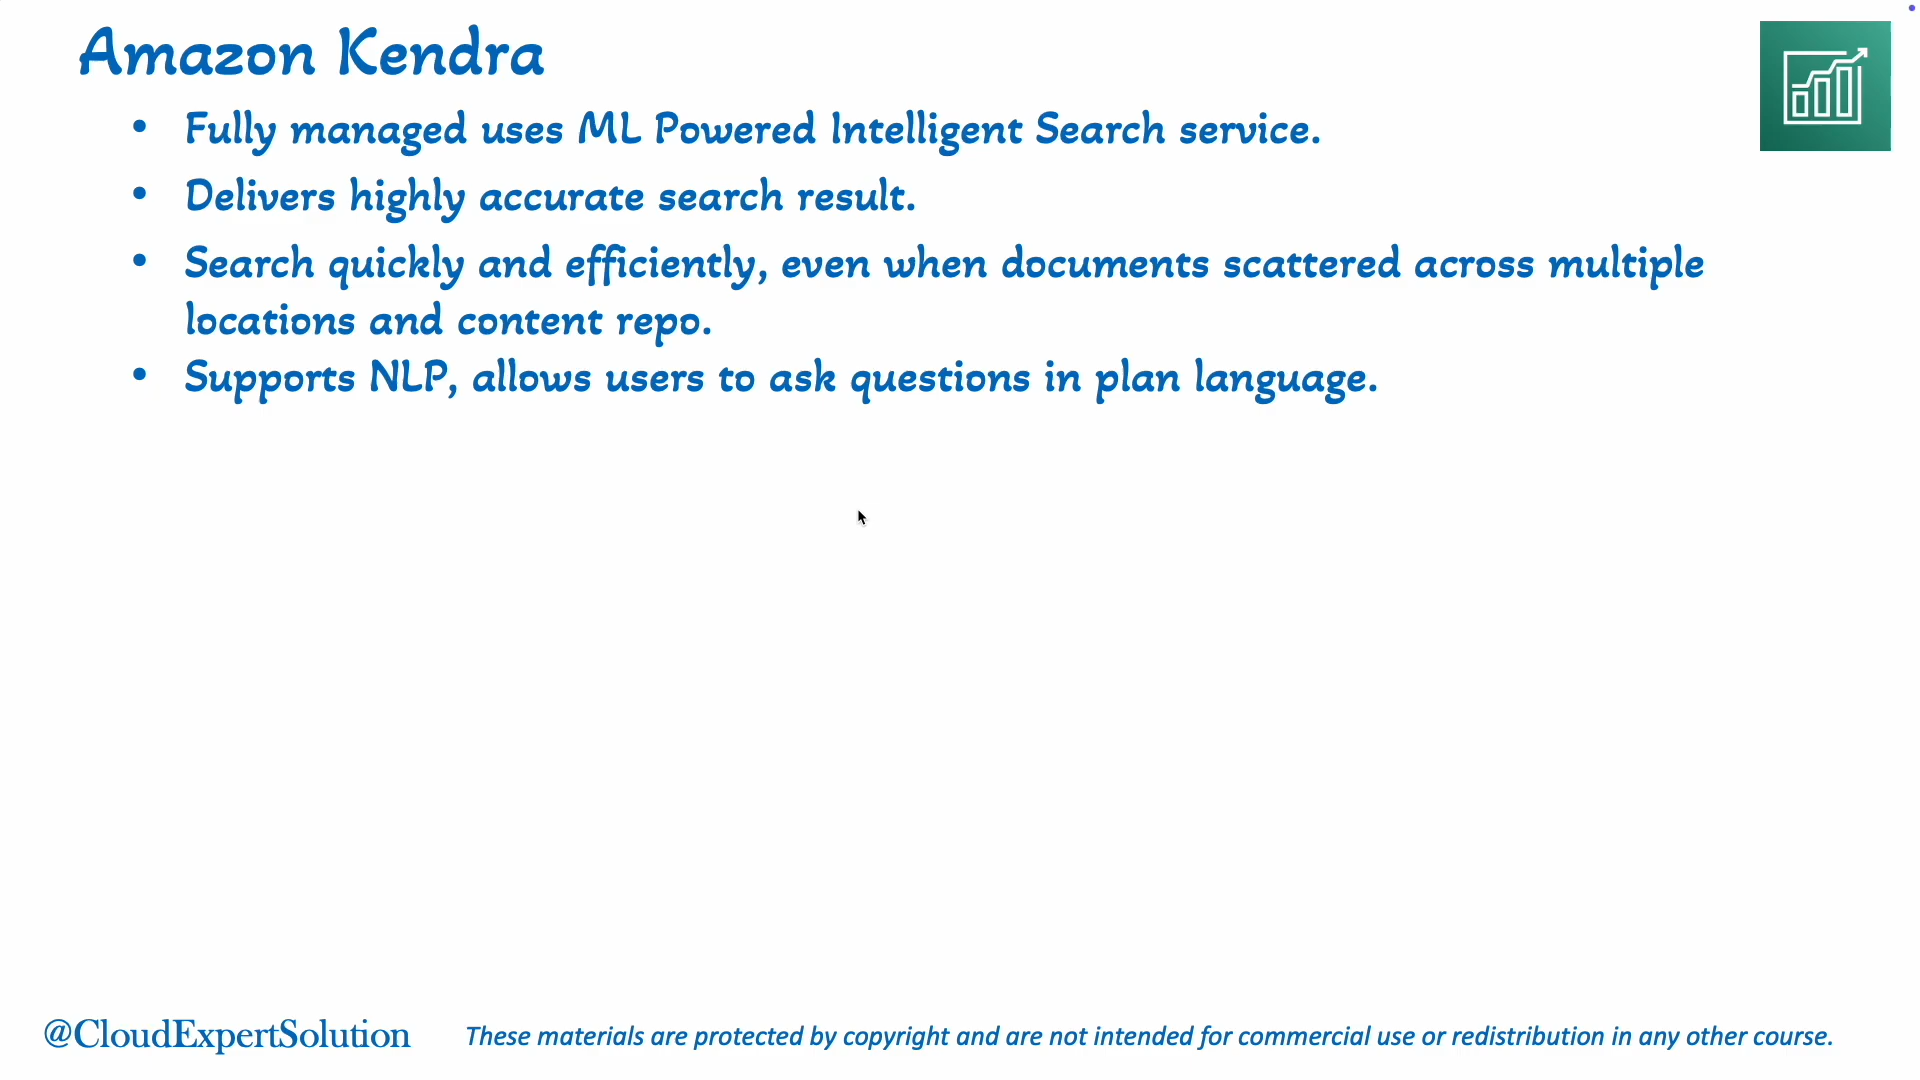 Amazon Kendra
• Fully managed uses ML Powered Intelligent Search service.
• Delivers highly accurate search result.
• Search quickly and efficiently, even when documents scattered across multiple
locations and content repo.
• Supports NLP, allows users to ask questions in plan language.
@CloudExpertSolution These materials are protected by copyright and are not intended for commercial use or redistribution in any other course.